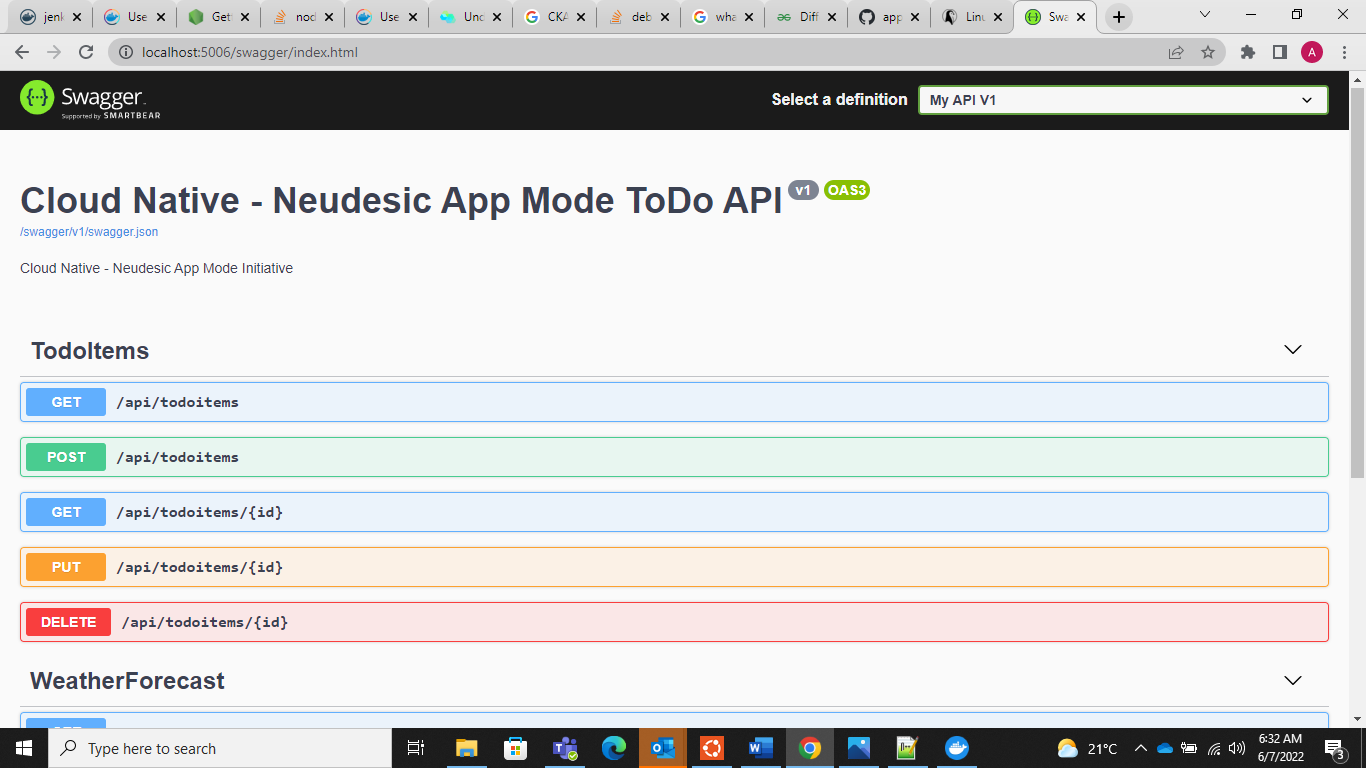 jenk
Use
Gett
nod
Use
Unc
CKA
deb
wha
Diff
app
Linu
Swa
localhost:5006/swagger/index.html
A
Swagger
Supported by SMARTBEAR
Select a definition
My API V1
Cloud Native - Neudesic App Mode ToDo API v1 OAS3
/swagger/v1/swagger.json
Cloud Native - Neudesic App Mode Initiative
TodoItems
GET /api/todoitems
POST /api/todoitems
GET /api/todoitems/{id}
PUT /api/todoitems/{id}
DELETE /api/todoitems/{id}
WeatherForecast
Type here to search
21°C
6:32 AM
6/7/2022
3